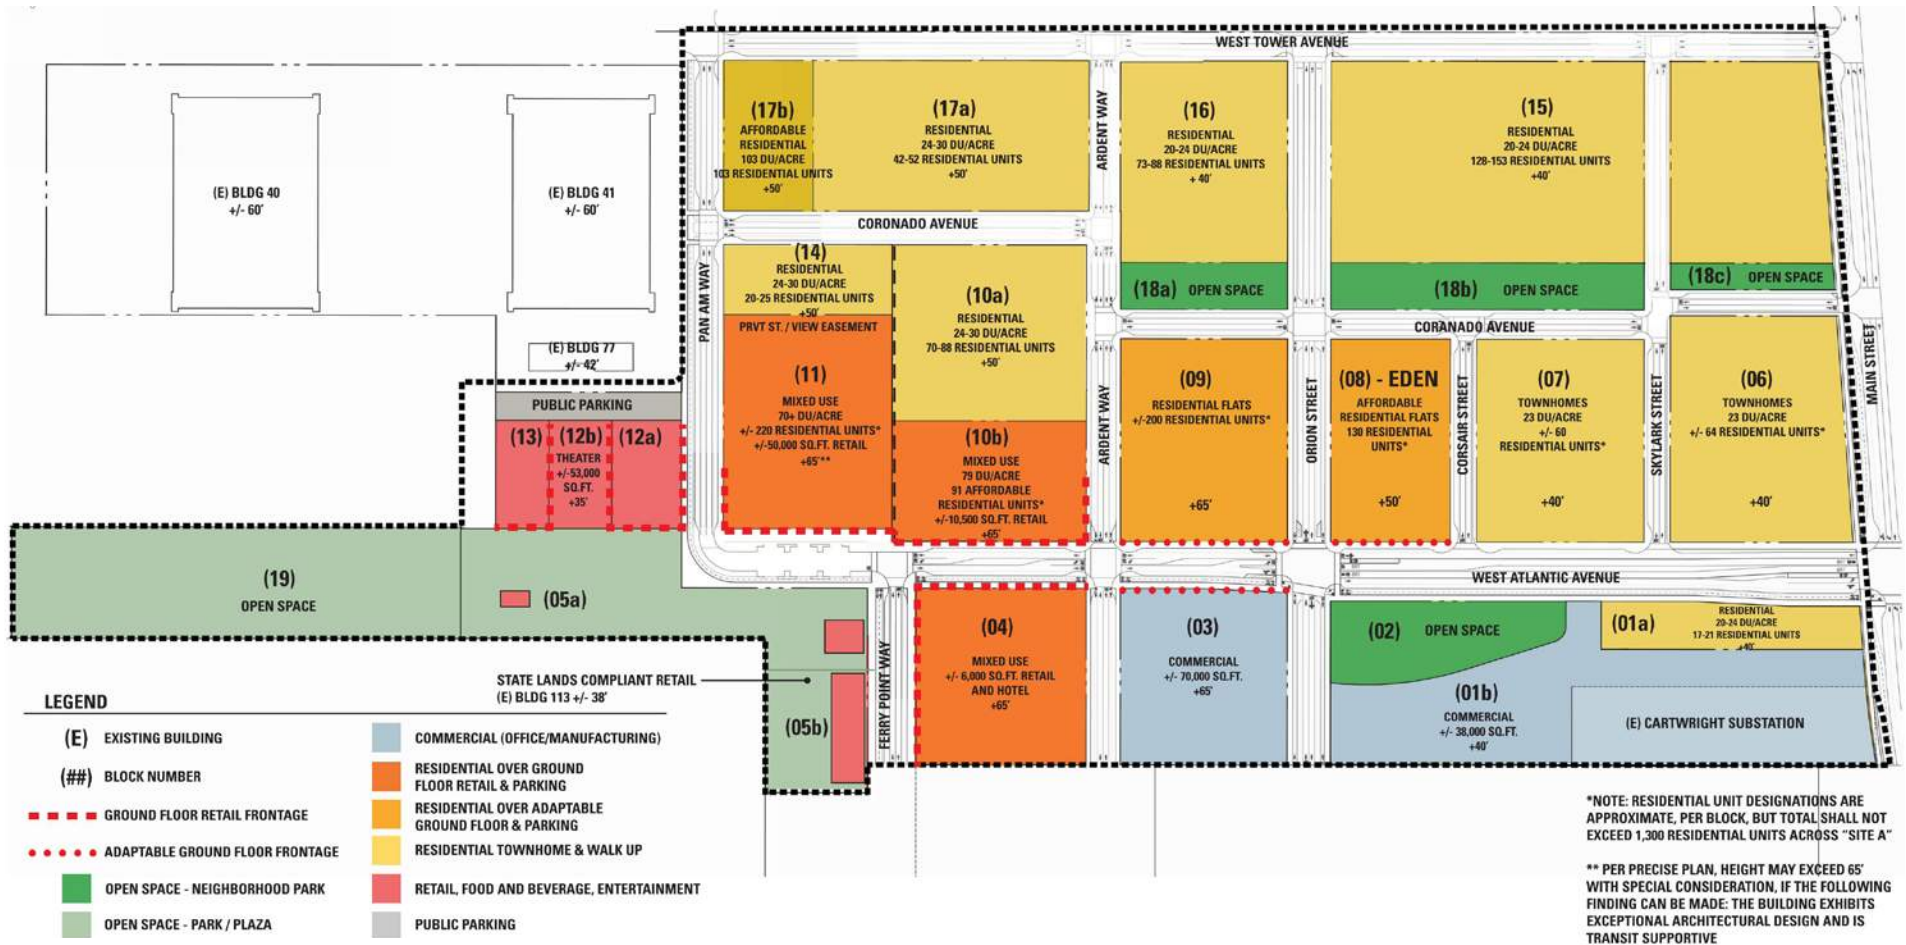 WEST TOWER AVENUE
(17b)
AFFORDABLE
RESIDENTIAL
103 DU/ACRE
103 RESIDENTIAL UNITS
+50'
(17a)
RESIDENTIAL
24-30 DU/ACRE
42-52 RESIDENTIAL UNITS
+50'
ARDENT WAY
(16)
RESIDENTIAL
20-24 DU/ACRE
73-88 RESIDENTIAL UNITS
+ 40'
(15)
RESIDENTIAL
20-24 DU/ACRE
128-153 RESIDENTIAL UNITS
+40'
(E) BLDG 40
+/- 60'
(E) BLDG 41
+/- 60'
CORONADO AVENUE
PAN AM WAY
(14)
RESIDENTIAL
24-30 DU/ACRE
20-25 RESIDENTIAL UNITS
+50'
PRVT ST. / VIEW EASEMENT
(10a)
RESIDENTIAL
24-30 DU/ACRE
70-88 RESIDENTIAL UNITS
+50'
(18a) OPEN SPACE
(18b) OPEN SPACE
(18c) OPEN SPACE
CORANADO AVENUE
MAIN STREET
(E) BLDG 77
+/- 42'
PUBLIC PARKING
(13)
(12b)
THEATER
+/-53,000
SQ.FT.
+35'
(12a)
(11)
MIXED USE
70+ DU/ACRE
+/- 220 RESIDENTIAL UNITS*
+/-50,000 SQ.FT. RETAIL
+65'**
(10b)
MIXED USE
79 DU/ACRE
91 AFFORDABLE
RESIDENTIAL UNITS*
+/-10,500 SQ.FT. RETAIL
+65'
ARDENT WAY
(09)
RESIDENTIAL FLATS
+/-200 RESIDENTIAL UNITS*
+65'
ORION STREET
(08) - EDEN
AFFORDABLE
RESIDENTIAL FLATS
130 RESIDENTIAL
UNITS*
+50'
CORSAIR STREET
(07)
TOWNHOMES
23 DU/ACRE
+/- 60
RESIDENTIAL UNITS*
+40'
SKYLARK STREET
(06)
TOWNHOMES
23 DU/ACRE
+/- 64 RESIDENTIAL UNITS*
+40'
WEST ATLANTIC AVENUE
(19)
OPEN SPACE
(05a)
STATE LANDS COMPLIANT RETAIL
(E) BLDG 113 +/- 38'
(05b)
FERRY POINT WAY
(04)
MIXED USE
+/- 6,000 SQ.FT. RETAIL
AND HOTEL
+65'
(03)
COMMERCIAL
+/- 70,000 SQ.FT.
+65'
(02) OPEN SPACE
(01a)
RESIDENTIAL
20-24 DU/ACRE
17-21 RESIDENTIAL UNITS
+40'
(01b)
COMMERCIAL
+/- 38,000 SQ.FT.
+40'
(E) CARTWRIGHT SUBSTATION
LEGEND
(E) EXISTING BUILDING
(##) BLOCK NUMBER
GROUND FLOOR RETAIL FRONTAGE
ADAPTABLE GROUND FLOOR FRONTAGE
OPEN SPACE - NEIGHBORHOOD PARK
OPEN SPACE - PARK / PLAZA
COMMERCIAL (OFFICE/MANUFACTURING)
RESIDENTIAL OVER GROUND
FLOOR RETAIL & PARKING
RESIDENTIAL OVER ADAPTABLE
GROUND FLOOR & PARKING
RESIDENTIAL TOWNHOME & WALK UP
RETAIL, FOOD AND BEVERAGE, ENTERTAINMENT
PUBLIC PARKING
*NOTE: RESIDENTIAL UNIT DESIGNATIONS ARE
APPROXIMATE, PER BLOCK, BUT TOTAL SHALL NOT
EXCEED 1,300 RESIDENTIAL UNITS ACROSS "SITE A"
** PER PRECISE PLAN, HEIGHT MAY EXCEED 65'
WITH SPECIAL CONSIDERATION, IF THE FOLLOWING
FINDING CAN BE MADE: THE BUILDING EXHIBITS
EXCEPTIONAL ARCHITECTURAL DESIGN AND IS
TRANSIT SUPPORTIVE